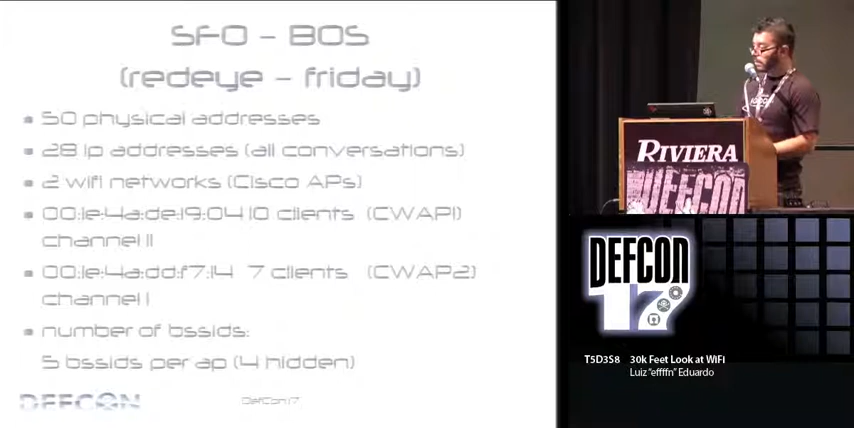 SFO - BOS
(redeye - friday)
50 physical addresses
28 ip addresses (all conversations)
2 wifi networks (Cisco APs)
00:1e:4a:de:19:04 10 clients (CWAP1)
channel 11
00:1e:4a:dd:f7:14 7 clients (CWAP2)
channel 1
number of bssids:
5 bssids per ap (4 hidden)
DEFCON
DefCon 17
RIVIERA
DEFCON
DEFCON
17
T5D3S8 30k Feet Look at WiFi
Luiz "effffn" Eduardo